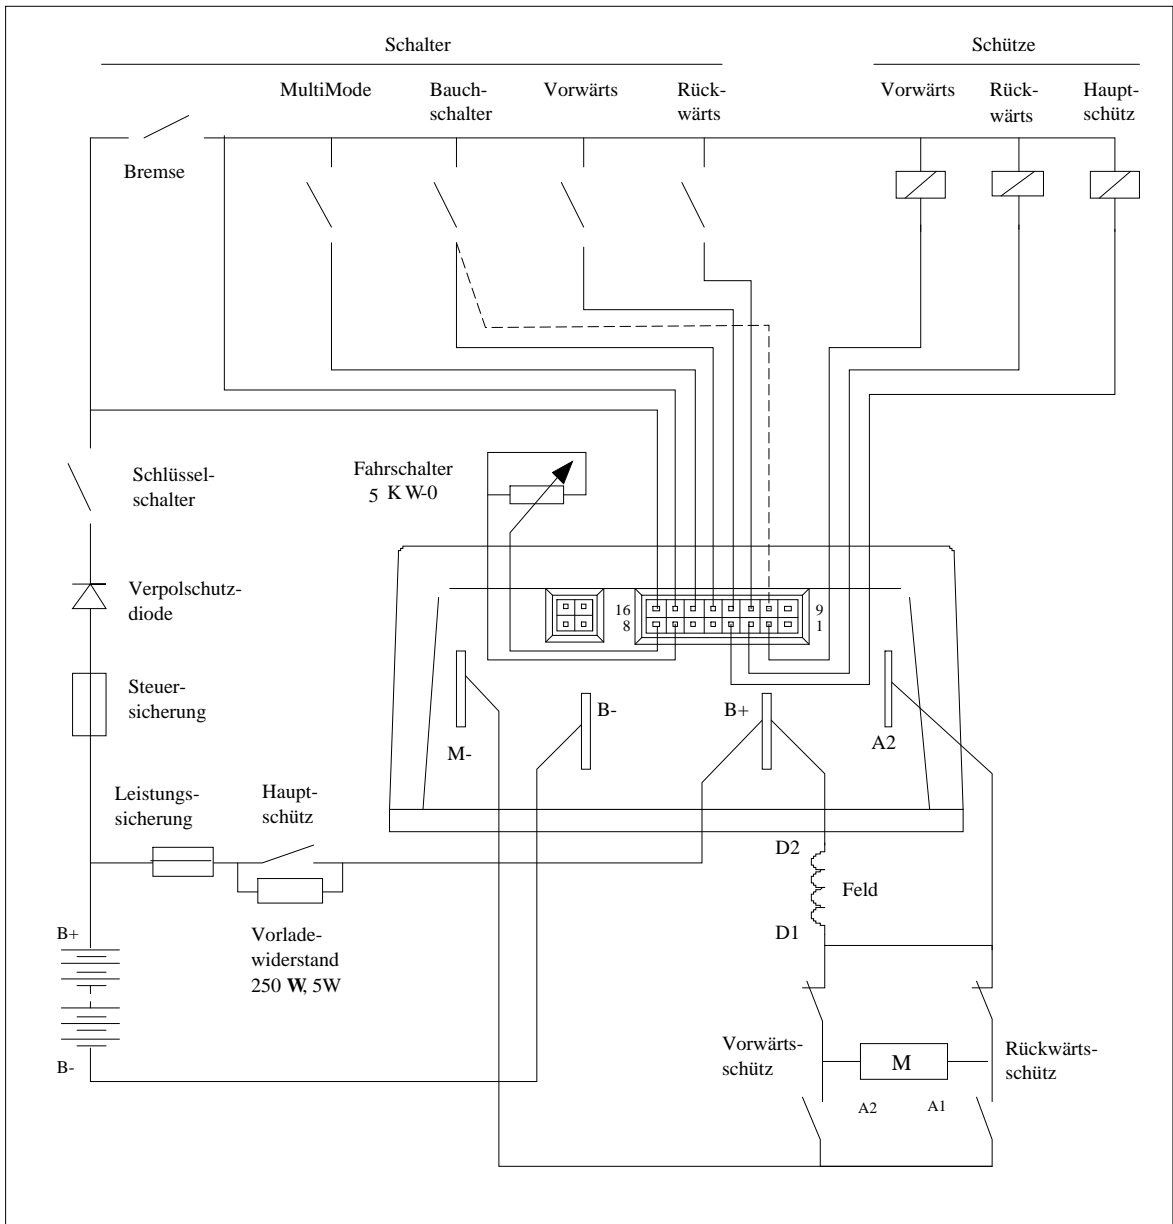 Schalter
Schütze
MultiMode
Bauch-
schalter
Vorwärts
Rück-
wärts
Vorwärts
Rück-
wärts
Haupt-
schütz
Bremse
Schlüssel-
schalter
Fahrschalter
5 K W-0
Verpolschutz-
diode
16
9
8
1
Steuer-
sicherung
B-
B+
M-
A2
Leistungs-
sicherung
Haupt-
schütz
D2
Feld
D1
B+
Vorlade-
widerstand
250 W, 5W
Vorwärts-
schütz
M
Rückwärts-
schütz
B-
A2
A1